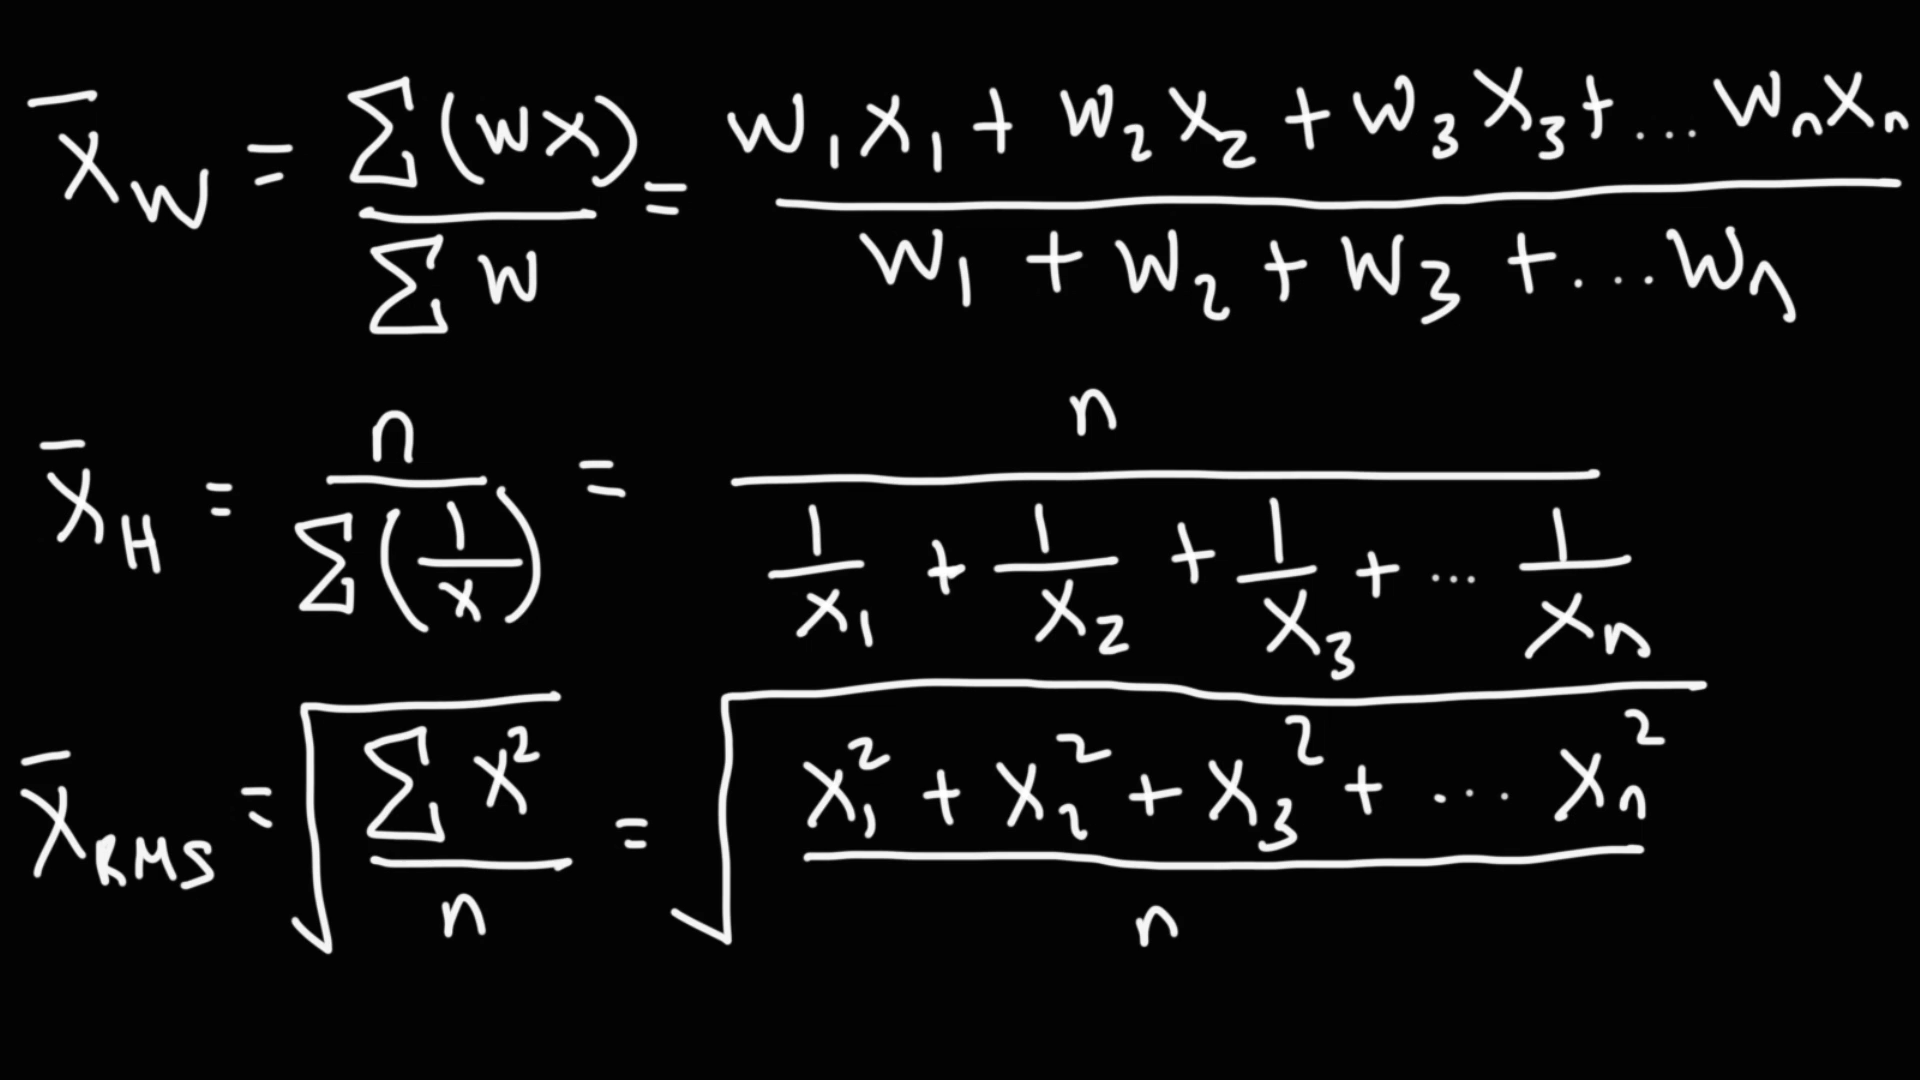 x̄_W = Σ(wx) / Σw = (w₁x₁ + w₂x₂ + w₃x₃ + ... wₙxₙ) / (w₁ + w₂ + w₃ + ... wₙ)
x̄_H = n / Σ(1/x) = n / (1/x₁ + 1/x₂ + 1/x₃ + ... 1/xₙ)
x̄_RMS = √(Σx² / n) = √((x₁² + x₂² + x₃² + ... xₙ²) / n)